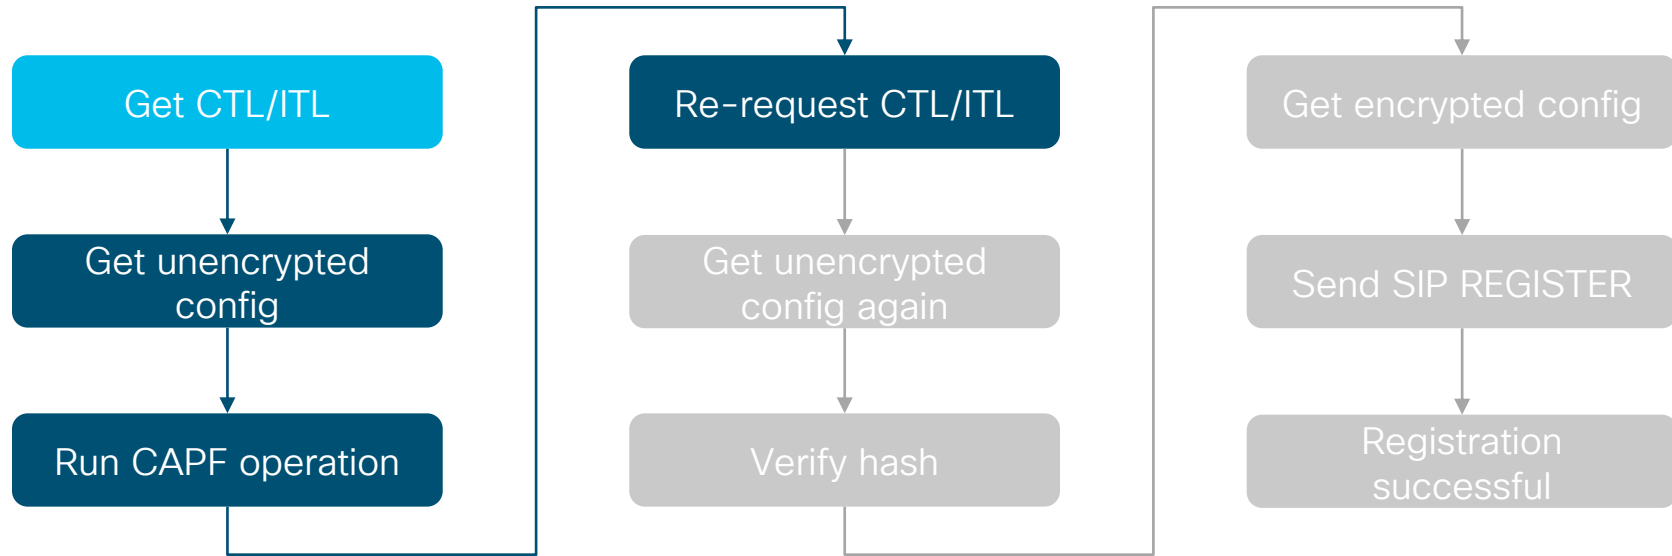 Get CTL/ITL
Get unencrypted
config
Run CAPF operation
Re-request CTL/ITL
Get unencrypted
config again
Verify hash
Get encrypted config
Send SIP REGISTER
Registration
successful